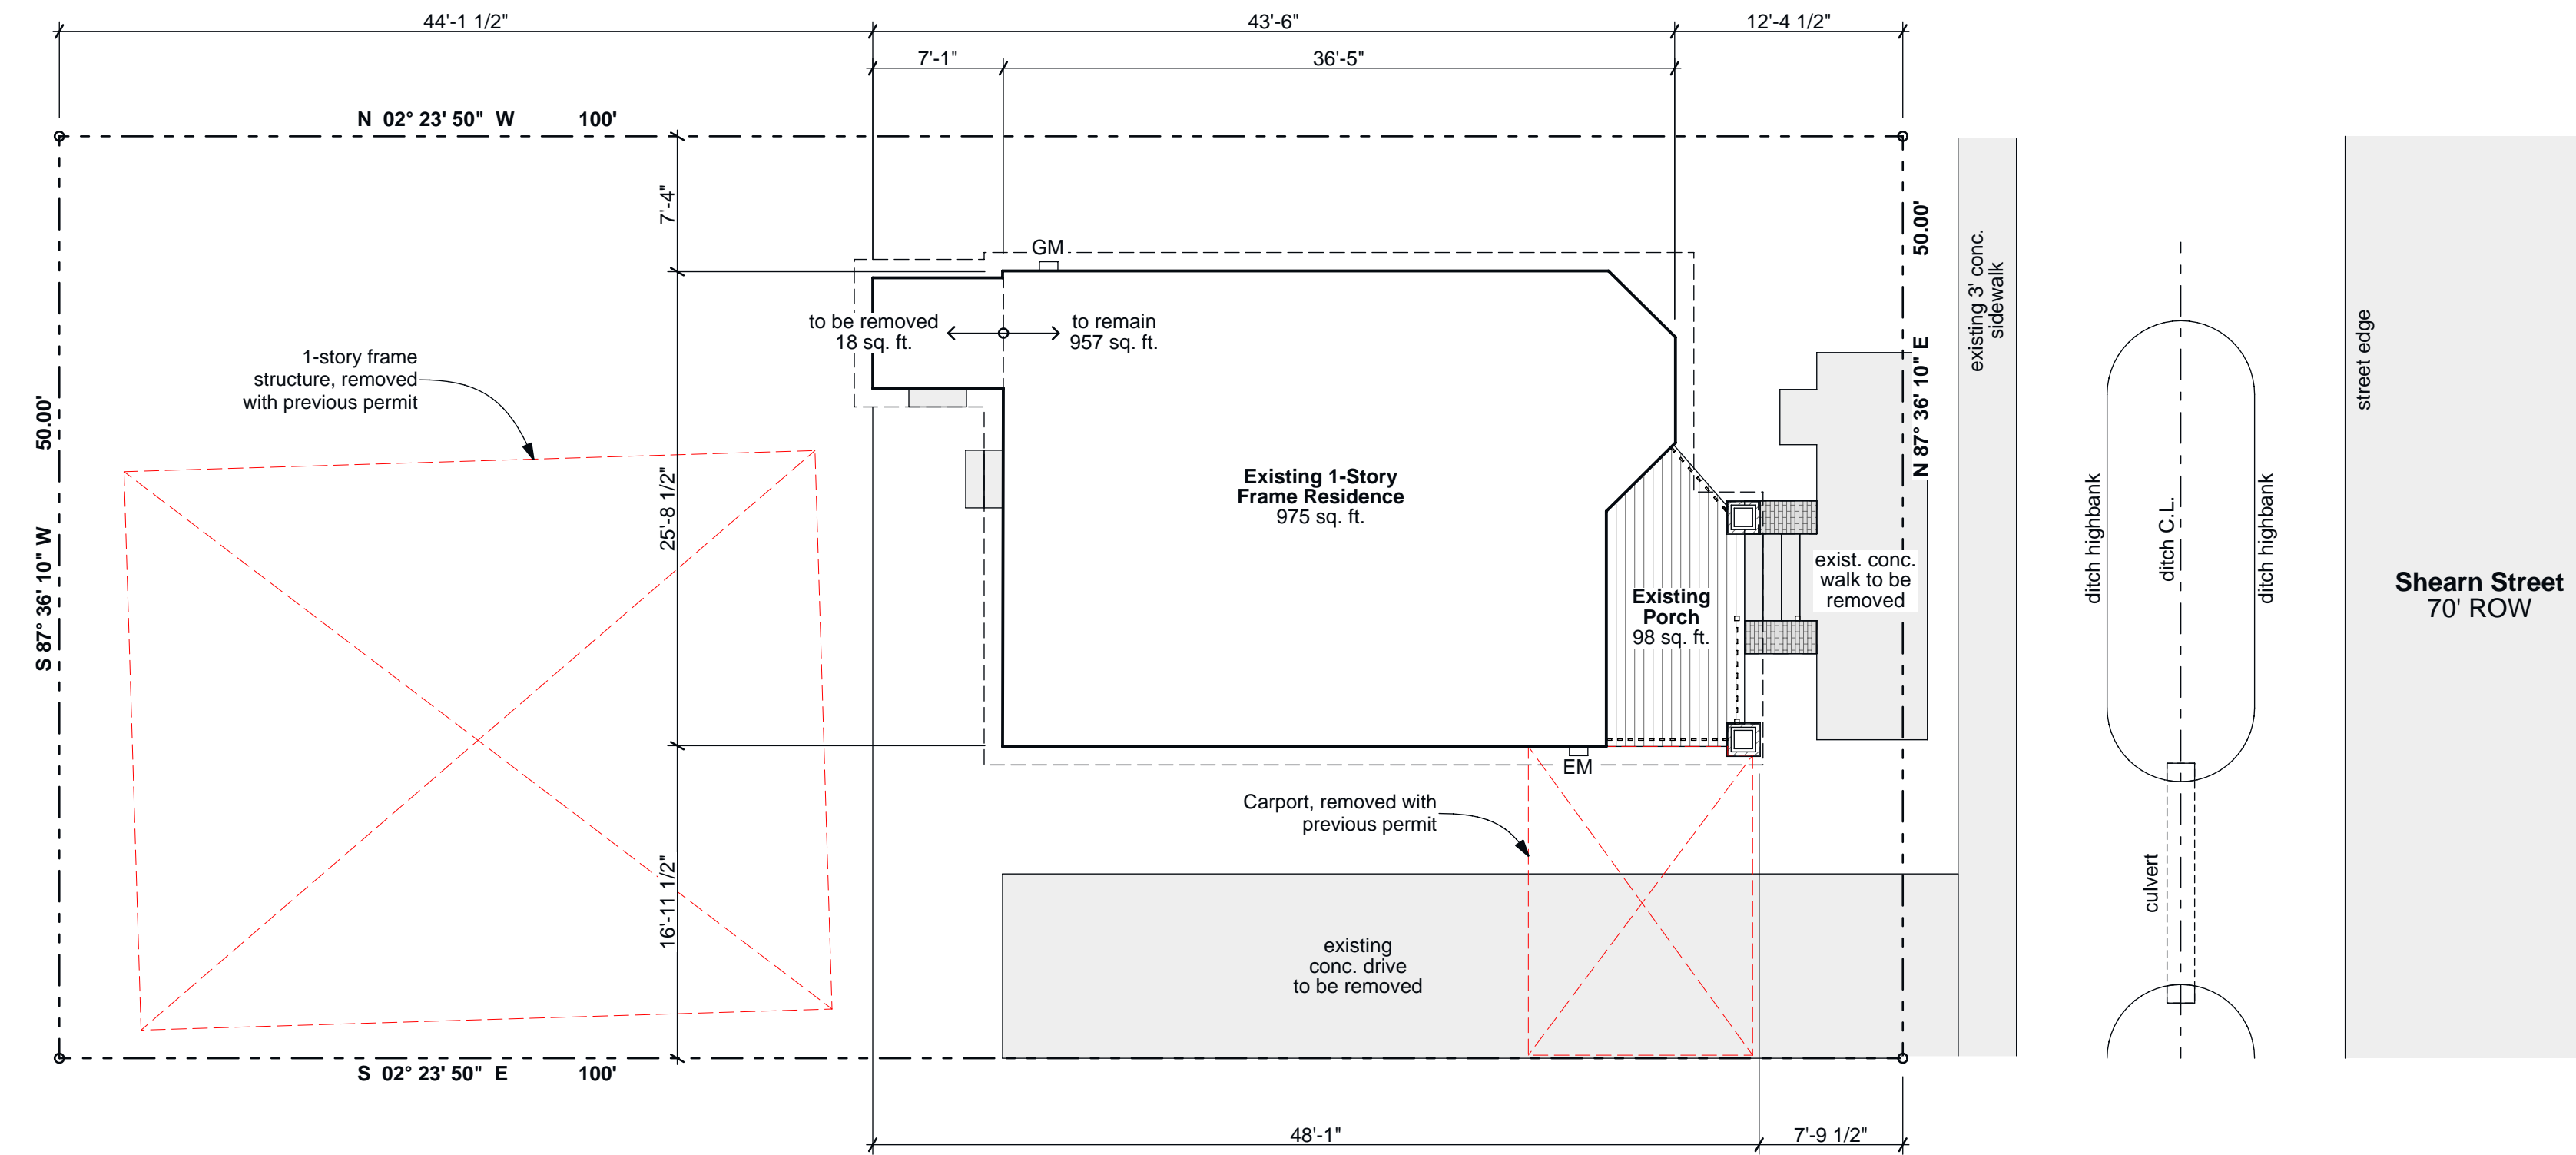 44'-1 1/2"
43'-6"
12'-4 1/2"
7'-1"
36'-5"
N 02° 23' 50" W 100'
7'-4"
50.00'
GM
existing 3' conc.
sidewalk
to be removed
18 sq. ft.
to remain
957 sq. ft.
street edge
1-story frame
structure, removed
with previous permit
N 87° 36' 10" E
50.00'
S 87° 36' 10" W
25'-8 1/2"
Existing 1-Story
Frame Residence
975 sq. ft.
ditch highbank
ditch C.L.
ditch highbank
exist. conc.
walk to be
removed
Existing
Porch
98 sq. ft.
Shearn Street
70' ROW
EM
Carport, removed with
previous permit
16'-11 1/2"
culvert
existing
conc. drive
to be removed
S 02° 23' 50" E 100'
48'-1"
7'-9 1/2"